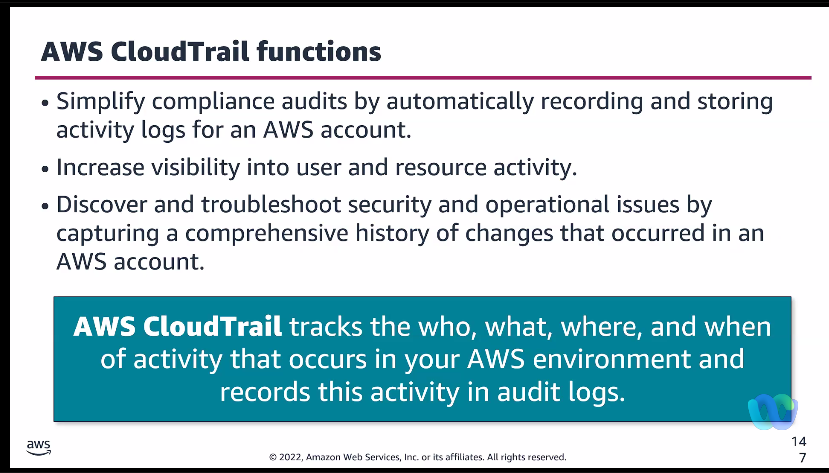 AWS CloudTrail functions
• Simplify compliance audits by automatically recording and storing
activity logs for an AWS account.
• Increase visibility into user and resource activity.
• Discover and troubleshoot security and operational issues by
capturing a comprehensive history of changes that occurred in an
AWS account.
AWS CloudTrail tracks the who, what, where, and when
of activity that occurs in your AWS environment and
records this activity in audit logs.
aws
© 2022, Amazon Web Services, Inc. or its affiliates. All rights reserved.
14
7